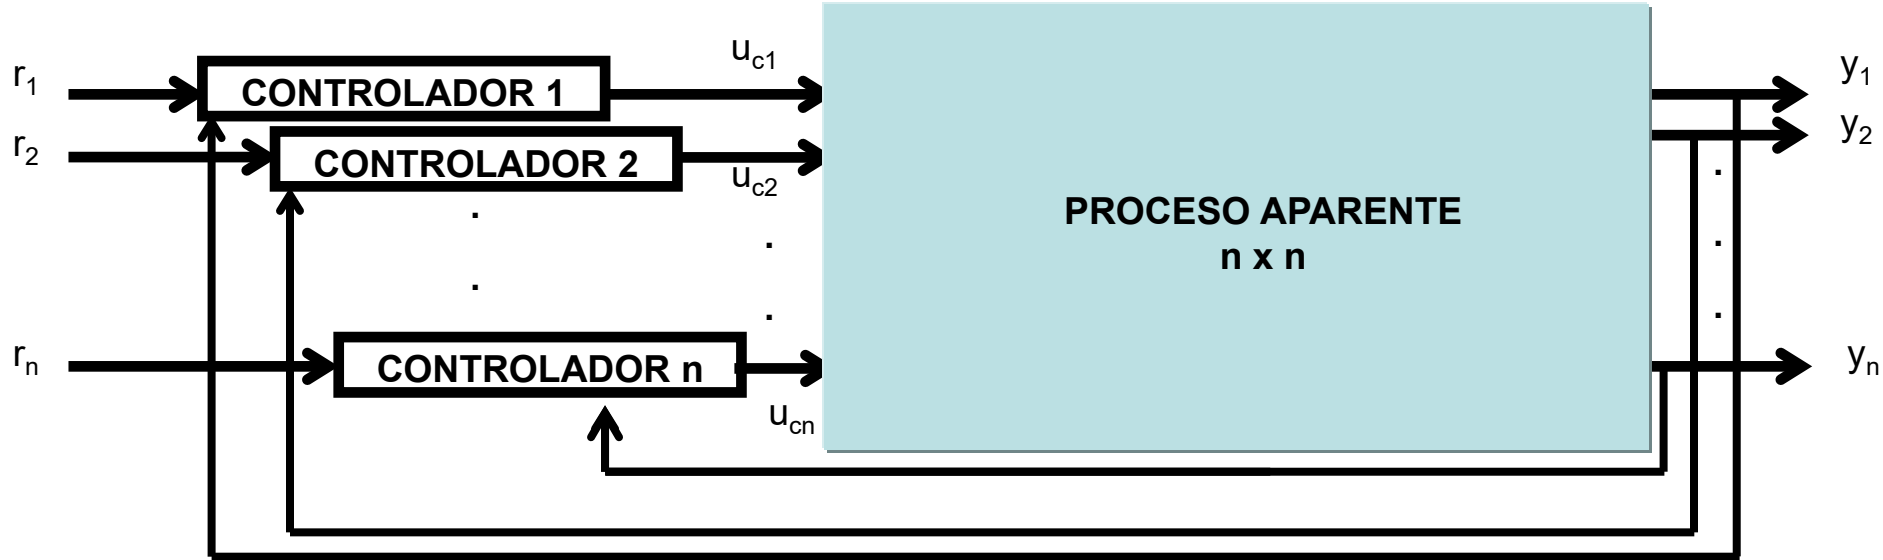 r1
CONTROLADOR 1
uc1
y1
r2
CONTROLADOR 2
uc2
y2
PROCESO APARENTE
n x n
rn
CONTROLADOR n
ucn
yn